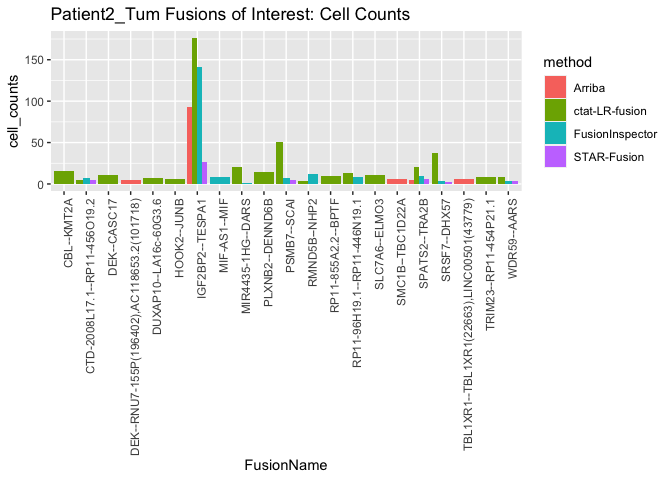 Patient2_Tum Fusions of Interest: Cell Counts
cell_counts
150
100
50
0
CBL--KMT2A
CTD-2008L17.1--RP11-456O19.2
DEK--CASC17
DEK--RNU7-155P(196402),AC118653.2(101718)
DUXAP10--LA16c-60G3.6
HOOK2--JUNB
IGF2BP2--TESPA1
MIF-AS1--MIF
MIR4435-1HG--DARS
PLXNB2--DENND6B
PSMB7--SCAI
RMND5B--NHP2
RP11-855A2.2--BPTF
RP11-96H19.1--RP11-446N19.1
SLC7A6--ELMO3
SMC1B--TBC1D22A
SPATS2--TRA2B
SRSF7--DHX57
TBL1XR1--TBL1XR1(22663),LINC00501(43779)
TRIM23--RP11-454P21.1
WDR59--AARS
FusionName
method
Arriba
ctat-LR-fusion
FusionInspector
STAR-Fusion